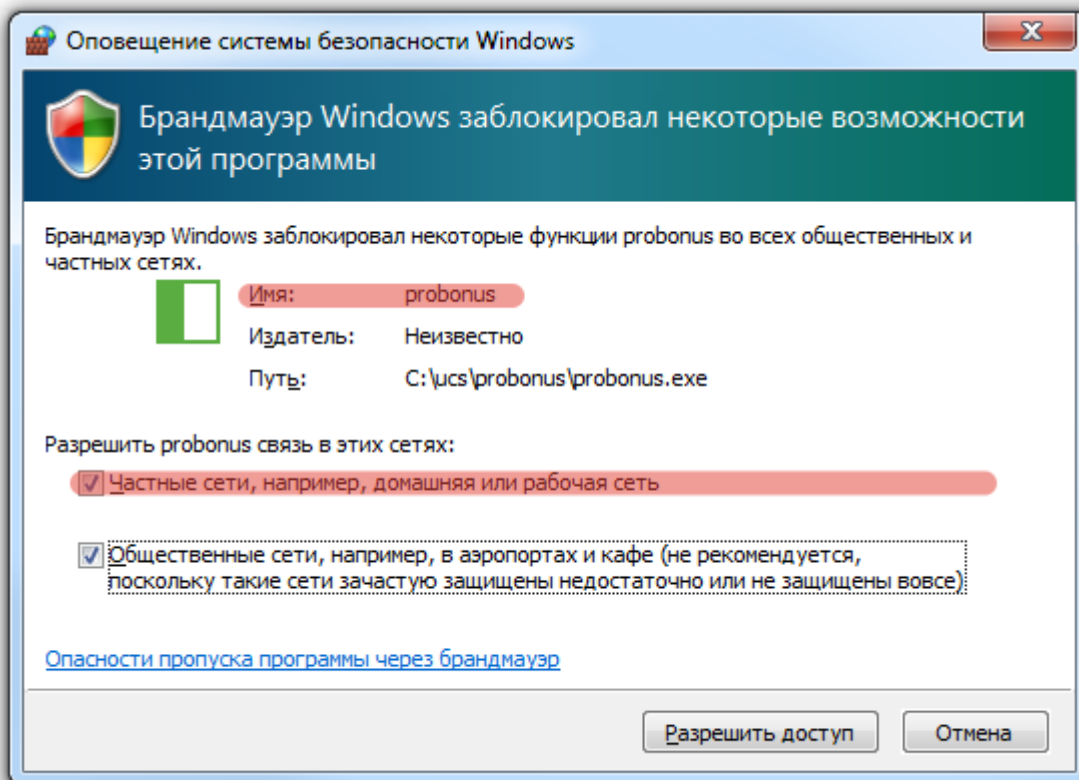 Оповещение системы безопасности Windows
Брандмауэр Windows заблокировал некоторые возможности
этой программы
Брандмауэр Windows заблокировал некоторые функции probonus во всех общественных и
частных сетях.
Имя: probonus
Издатель: Неизвестно
Путь: C:\ucs\probonus\probonus.exe
Разрешить probonus связь в этих сетях:
Частные сети, например, домашняя или рабочая сеть
Общественные сети, например, в аэропортах и кафе (не рекомендуется,
поскольку такие сети зачастую защищены недостаточно или не защищены вовсе)
Опасности пропуска программы через брандмауэр
Разрешить доступ Отмена